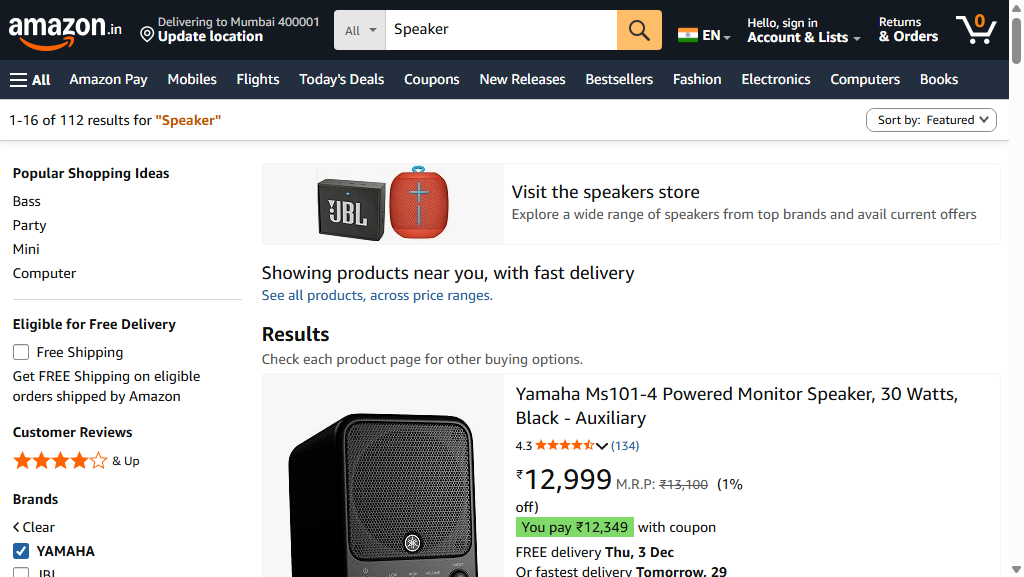 amazon.in
Delivering to Mumbai 400001
Update location
All
Speaker
EN
Hello, sign in
Account & Lists
Returns
& Orders
0
All
Amazon Pay
Mobiles
Flights
Today's Deals
Coupons
New Releases
Bestsellers
Fashion
Electronics
Computers
Books
1-16 of 112 results for "Speaker"
Sort by: Featured
Popular Shopping Ideas
Bass
Party
Mini
Computer
Eligible for Free Delivery
Free Shipping
Get FREE Shipping on eligible
orders shipped by Amazon
Customer Reviews
& Up
Brands
Clear
YAMAHA
JBL
JBL
Visit the speakers store
Explore a wide range of speakers from top brands and avail current offers
Showing products near you, with fast delivery
See all products, across price ranges.
Results
Check each product page for other buying options.
Yamaha Ms101-4 Powered Monitor Speaker, 30 Watts,
Black - Auxiliary
4.3 (134)
₹12,999 M.R.P: ₹13,100 (1%
off)
You pay ₹12,349 with coupon
FREE delivery Thu, 3 Dec
Or fastest delivery Tomorrow, 29